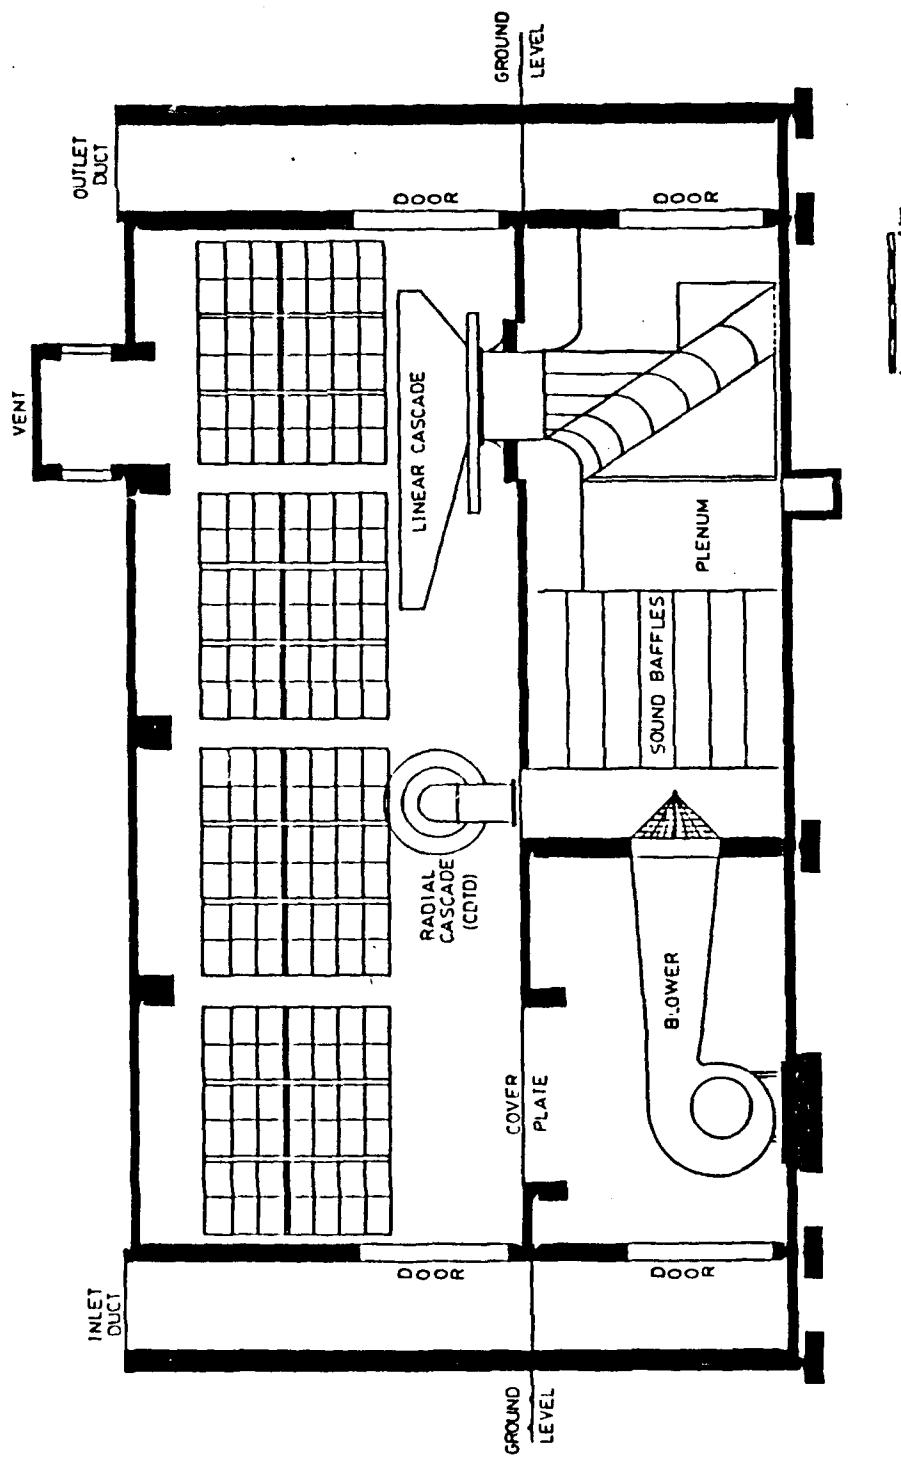 VENT
OUTLET
DUCT
INLET
DUCT
DOOR
DOOR
LINEAR CASCADE
RADIAL
CASCADE
(CDTD)
GROUND
LEVEL
GROUND
LEVEL
COVER
PLATE
DOOR
DOOR
SOUND BAFFLES
PLENUM
BLOWER